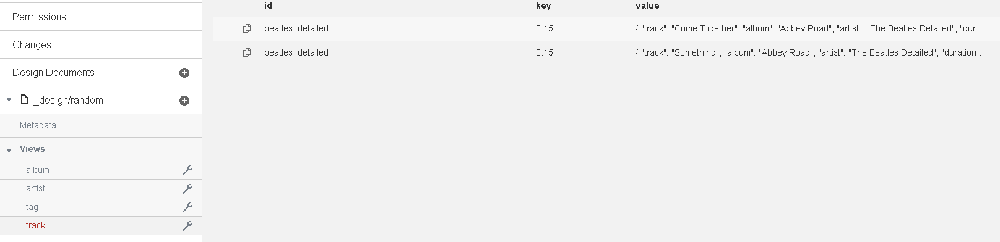 Permissions
Changes
Design Documents
_design/random
Metadata
Views
album
artist
tag
track
id key value
beatles_detailed 0.15 { "track": "Come Together", "album": "Abbey Road", "artist": "The Beatles Detailed", "dur...
beatles_detailed 0.15 { "track": "Something", "album": "Abbey Road", "artist": "The Beatles Detailed", "duration...